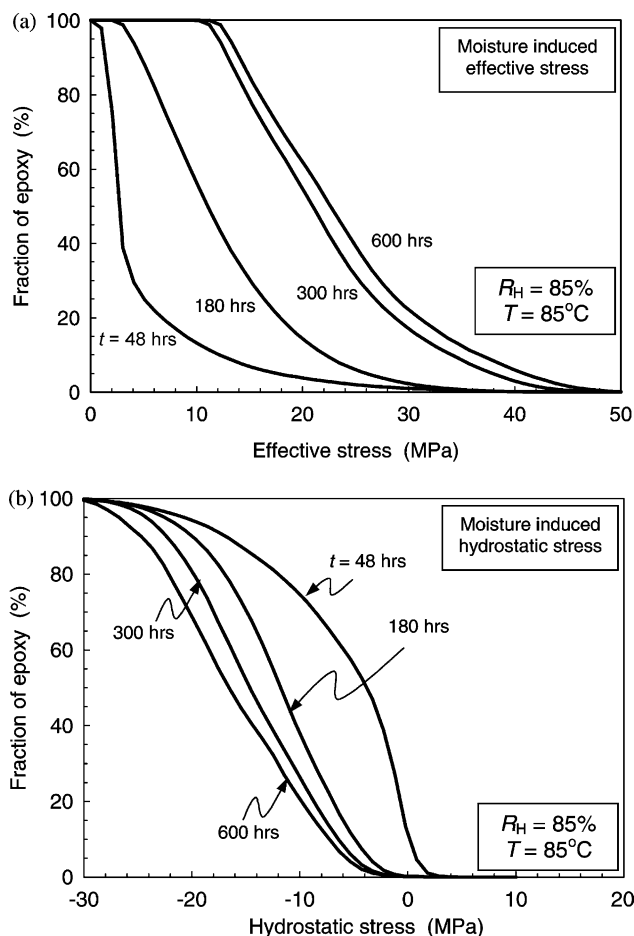 (a)
100
80
60
40
20
0
Fraction of epoxy (%)
Moisture induced
effective stress
600 hrs
300 hrs
180 hrs
t = 48 hrs
R_H = 85%
T = 85°C
0 10 20 30 40 50
Effective stress (MPa)
(b)
100
80
60
40
20
0
Fraction of epoxy (%)
Moisture induced
hydrostatic stress
t = 48 hrs
180 hrs
300 hrs
600 hrs
R_H = 85%
T = 85°C
-30 -20 -10 0 10 20
Hydrostatic stress (MPa)